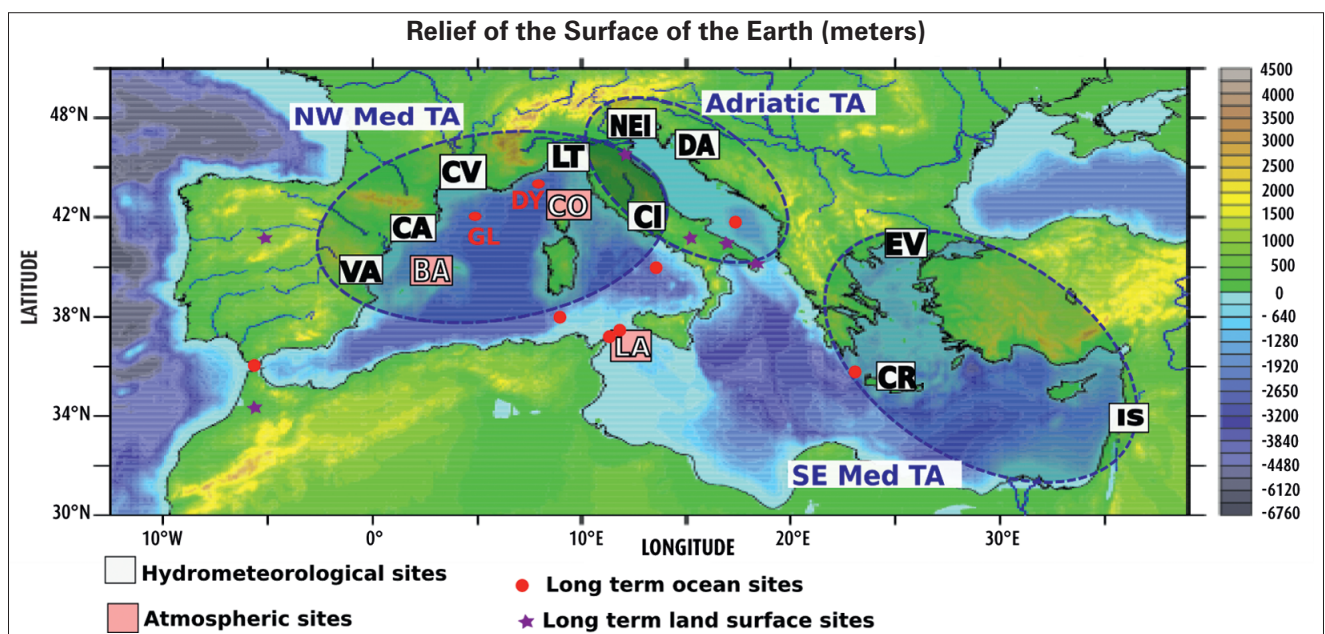 Relief of the Surface of the Earth (meters)
NW Med TA
Adriatic TA
NEI
DA
LT
CV
DY
CO
CI
CA
GL
EV
VA
BA
LA
CR
IS
SE Med TA
48°N
42°N
38°N
34°N
30°N
LATITUDE
10°W
0°
10°E
20°E
30°E
LONGITUDE
4500
4000
3500
3000
2500
2000
1500
1000
500
0
- 640
-1280
-1920
-2650
-3200
-3840
-4480
-6120
-6760
Hydrometeorological sites
Long term ocean sites
Atmospheric sites
Long term land surface sites